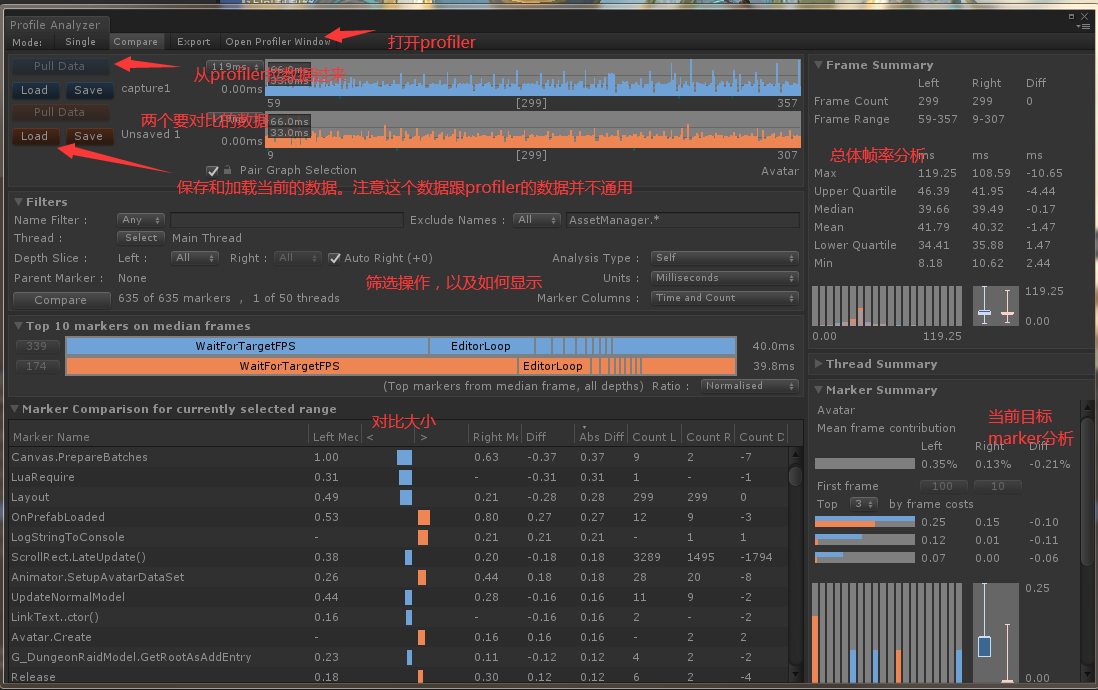 Profile Analyzer
Mode: Single Compare Export Open Profiler Window
打开profiler
Pull Data
119ms
从profiler拉数据过来
66.0ms
33.0ms
Load Save capture1
0.00ms
59 [299] 357
Pull Data
两个要对比的数据
66.0ms
33.0ms
Load Save Unsaved 1
0.00ms
9 [299] 307
Pair Graph Selection
Avatar
保存和加载当前的数据。注意这个数据跟profiler的数据并不通用
Filters
Name Filter : Any Exclude Names : All AssetManager.*
Thread : Select Main Thread
Depth Slice : Left : All Right : All Auto Right (+0) Analysis Type : Self
Parent Marker : None Units : Milliseconds
筛选操作，以及如何显示
Compare 635 of 635 markers , 1 of 50 threads Marker Columns : Time and Count
Top 10 markers on median frames
339 WaitForTargetFPS EditorLoop 40.0ms
174 WaitForTargetFPS EditorLoop 39.8ms
(Top markers from median frame, all depths) Ratio : Normalised
Marker Comparison for currently selected range
对比大小
Marker Name Left Med < > Right Me Diff Abs Diff Count L Count R Count D
Canvas.PrepareBatches 1.00 0.63 -0.37 0.37 9 2 -7
LuaRequire 0.31 - -0.31 0.31 1 - -1
Layout 0.49 0.21 -0.28 0.28 299 299 0
OnPrefabLoaded 0.53 0.80 0.27 0.27 12 9 -3
LogStringToConsole - 0.21 0.21 0.21 - 1 1
ScrollRect.LateUpdate() 0.38 0.20 -0.18 0.18 3289 1495 -1794
Animator.SetupAvatarDataSet 0.26 0.44 0.18 0.18 28 20 -8
UpdateNormalModel 0.44 0.28 -0.16 0.16 11 9 -2
LinkText..ctor() 0.16 - -0.16 0.16 2 - -2
Avatar.Create - 0.16 0.16 0.16 - 2 2
G_DungeonRaidModel.GetRootAsAddEntry 0.23 0.11 -0.12 0.12 4 2 -2
Release 0.18 0.30 0.12 0.12 6 2 -4
Frame Summary
Left Right Diff
Frame Count 299 299 0
Frame Range 59-357 9-307
总体帧率分析
ms ms ms
Max 119.25 108.59 -10.65
Upper Quartile 46.39 41.95 -4.44
Median 39.66 39.49 -0.17
Mean 41.79 40.32 -1.47
Lower Quartile 34.41 35.88 1.47
Min 8.18 10.62 2.44
119.25
0.00
0.00 119.25
Thread Summary
Marker Summary
Avatar
当前目标
marker分析
Mean frame contribution
Left Right Diff
0.35% 0.13% -0.21%
First frame 100 10
Top 3 by frame costs
0.25 0.15 -0.10
0.12 0.01 -0.11
0.07 0.00 -0.06
0.25
0.00